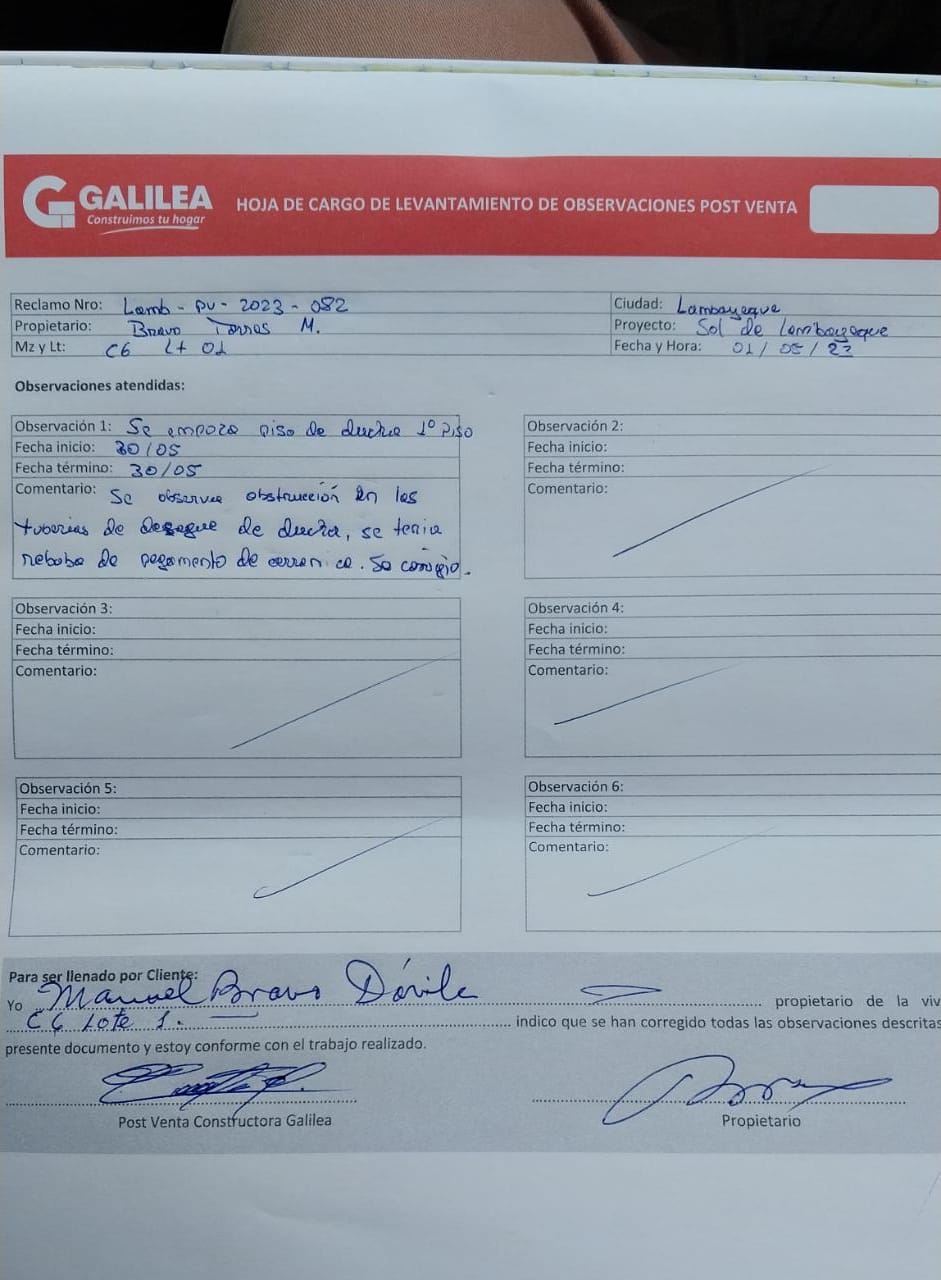 GALILEA
Construimos tu hogar
HOJA DE CARGO DE LEVANTAMIENTO DE OBSERVACIONES POST VENTA
Reclamo Nro: Lamb - PV - 2023 - 082
Ciudad: Lambayeque
Propietario: Bravo Torres M.
Proyecto: Sol de Lambayeque
Mz y Lt: C6 Lt 01
Fecha y Hora: 01/05/23
Observaciones atendidas:
Observación 1: Se empoza piso de ducha 1° Piso
Fecha inicio: 30/05
Fecha término: 30/05
Comentario: Se observa obstrucción en las
tuberias de desague de ducha, se tenia
rebaba de pegamento de ceramica. Se corrigio.
Observación 2:
Fecha inicio:
Fecha término:
Comentario:
Observación 3:
Fecha inicio:
Fecha término:
Comentario:
Observación 4:
Fecha inicio:
Fecha término:
Comentario:
Observación 5:
Fecha inicio:
Fecha término:
Comentario:
Observación 6:
Fecha inicio:
Fecha término:
Comentario:
Para ser llenado por Cliente:
Yo Manuel Bravo Dávila propietario de la viv
C6 Lote 1. indico que se han corregido todas las observaciones descritas
presente documento y estoy conforme con el trabajo realizado.
Post Venta Constructora Galilea
Propietario